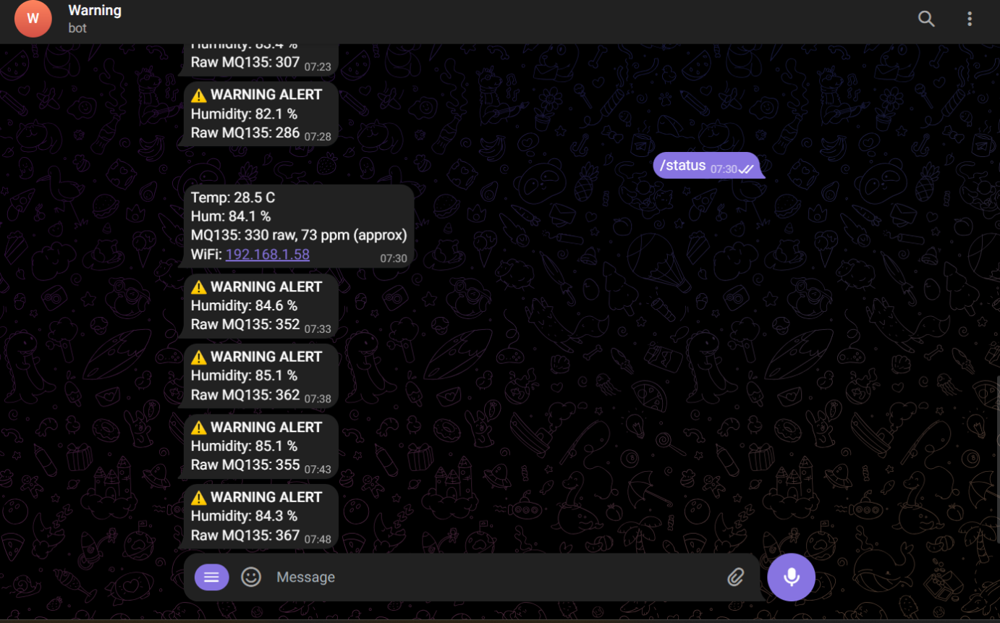 W
Warning
bot
Humidity: 83.4 %
Raw MQ135: 307 07:23
⚠️ WARNING ALERT
Humidity: 82.1 %
Raw MQ135: 286 07:28
/status 07:30
Temp: 28.5 C
Hum: 84.1 %
MQ135: 330 raw, 73 ppm (approx)
WiFi: 192.168.1.58 07:30
⚠️ WARNING ALERT
Humidity: 84.6 %
Raw MQ135: 352 07:33
⚠️ WARNING ALERT
Humidity: 85.1 %
Raw MQ135: 362 07:38
⚠️ WARNING ALERT
Humidity: 85.1 %
Raw MQ135: 355 07:43
⚠️ WARNING ALERT
Humidity: 84.3 %
Raw MQ135: 367 07:48
Message